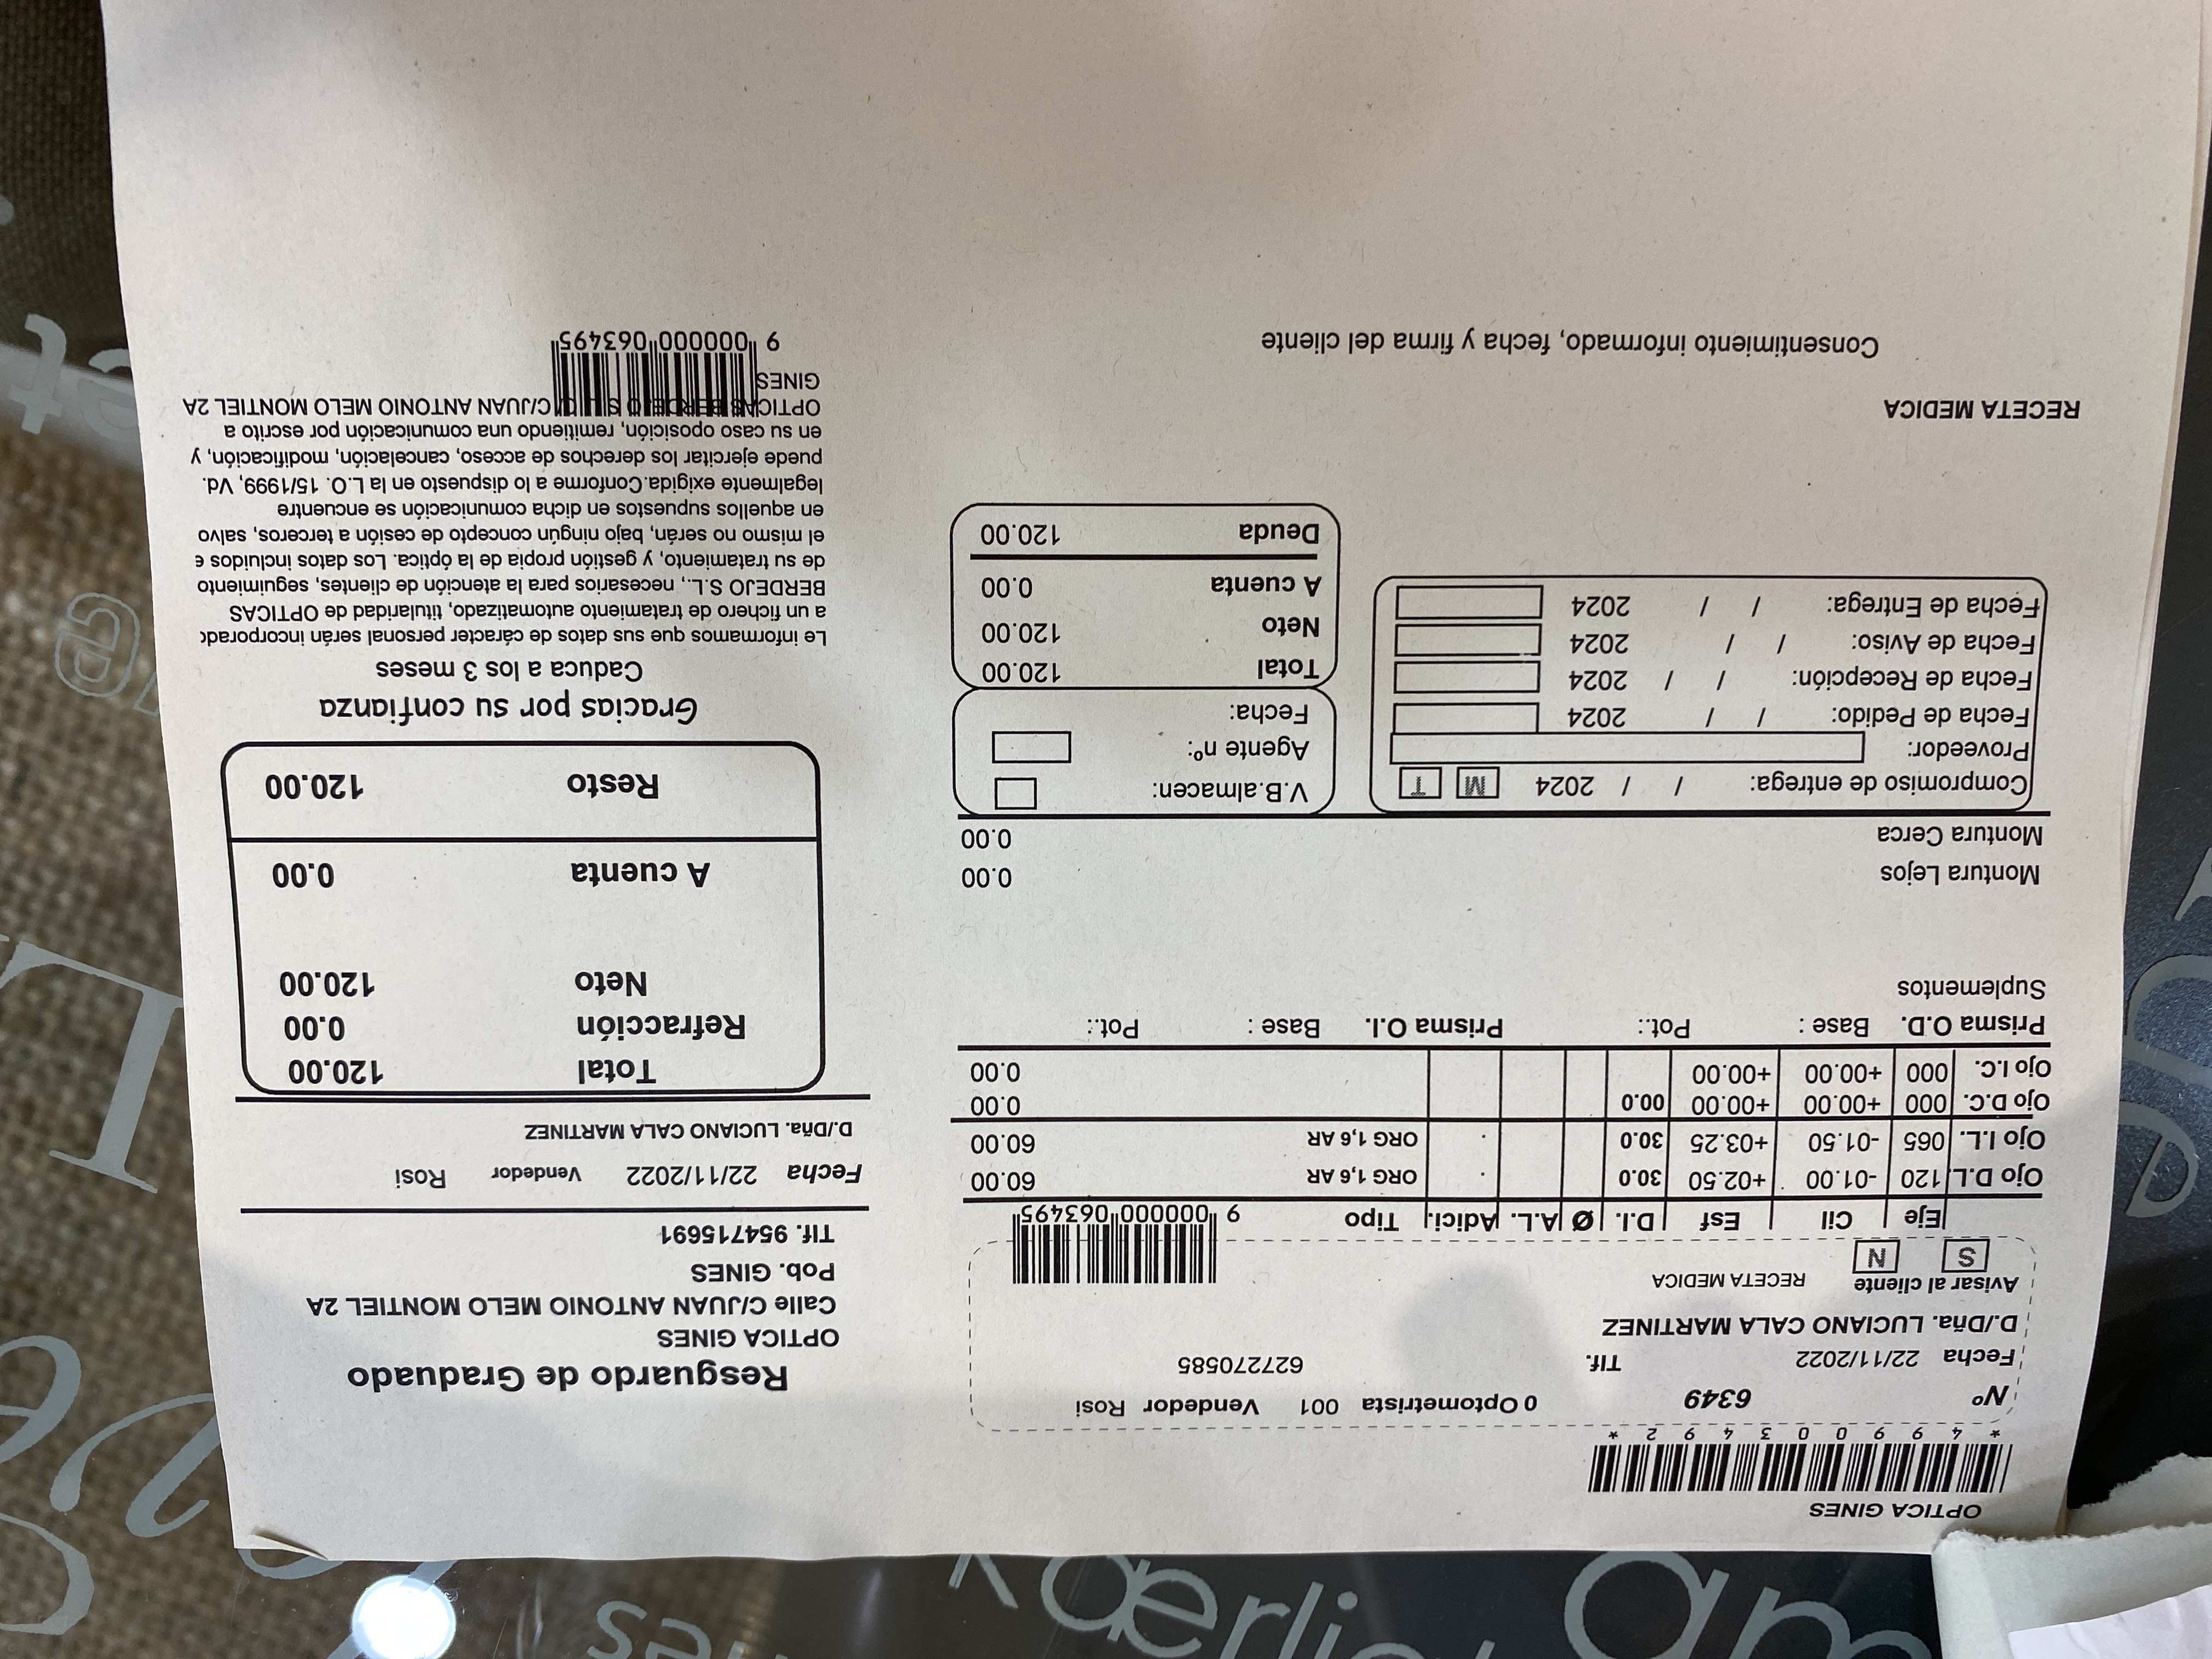 OPTICA GINES
* 4 9 9 0 0 3 4 9 2 *
Nº 6349 0 Optometrista 001 Vendedor Rosi
Fecha 22/11/2022 Tlf. 627270585
D./Dña. LUCIANO CALA MARTINEZ
Avisar al cliente RECETA MEDICA
S N
9 000000 063495
Eje Cil Esf D.I. Ø A.L. Adici. Tipo
Ojo D.L. 120 -01.00 +02.50 30.0 . ORG 1,6 AR 60.00
Ojo I.L. 065 -01.50 +03.25 30.0 . ORG 1,6 AR 60.00
Ojo D.C. 000 +00.00 +00.00 00.0 0.00
Ojo I.C. 000 +00.00 +00.00 0.00
Prisma O.D. Base : Pot.: Prisma O.I. Base : Pot.:
Suplementos
Montura Lejos 0.00
Montura Cerca 0.00
Compromiso de entrega: / / 2024 M T
Proveedor:
Fecha de Pedido: / / 2024
Fecha de Recepción: / / 2024
Fecha de Aviso: / / 2024
Fecha de Entrega: / / 2024
V.B.almacen:
Agente nº:
Fecha:
Total 120.00
Neto 120.00
A cuenta 0.00
Deuda 120.00
RECETA MEDICA
Consentimiento informado, fecha y firma del cliente
Resguardo de Graduado
OPTICA GINES
Calle C/JUAN ANTONIO MELO MONTIEL 2A
Pob. GINES
Tlf. 954715691
Fecha 22/11/2022 Vendedor Rosi
D./Dña. LUCIANO CALA MARTINEZ
Total 120.00
Refracción 0.00
Neto 120.00
A cuenta 0.00
Resto 120.00
Gracias por su confianza
Caduca a los 3 meses
Le informamos que sus datos de cáracter personal serán incorporad
a un fichero de tratamiento automatizado, titularidad de OPTICAS
BERDEJO S.L., necesarios para la atención de clientes, seguimiento
de su tratamiento, y gestión propia de la óptica. Los datos incluidos e
el mismo no serán, bajo ningún concepto de cesión a terceros, salvo
en aquellos supuestos en dicha comunicación se encuentre
legalmente exigida.Conforme a lo dispuesto en la L.O. 15/1999, Vd.
puede ejercitar los derechos de acceso, cancelación, modificación, y
en su caso oposición, remitiendo una comunicación por escrito a
OPTICAS BERDEJO S.L. C/ C/JUAN ANTONIO MELO MONTIEL 2A
GINES
9 000000 063495